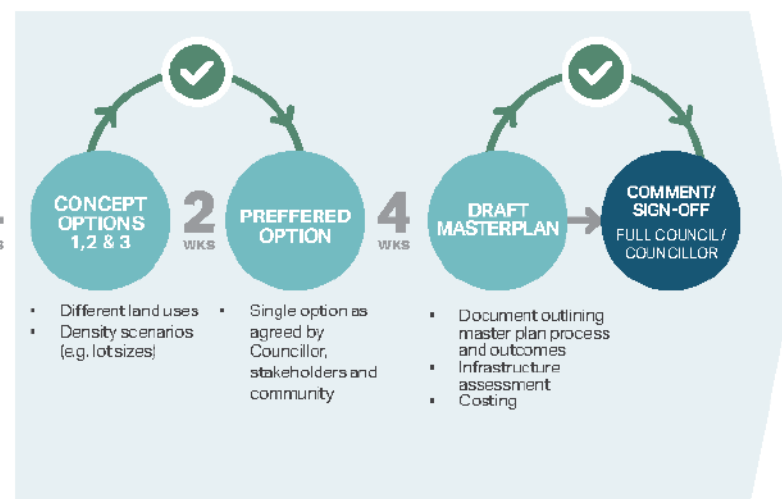 CONCEPT
OPTIONS
1,2 & 3
2
WKS
PREFFERED
OPTION
4
WKS
DRAFT
MASTERPLAN
COMMENT/
SIGN-OFF
FULL COUNCIL/
COUNCILLOR
▪ Different land uses
▪ Density scenarios
(e.g. lot sizes)
▪ Single option as
agreed by
Councillor,
stakeholders and
community
▪ Document outlining
master plan process
and outcomes
▪ Infrastructure
assessment
▪ Costing